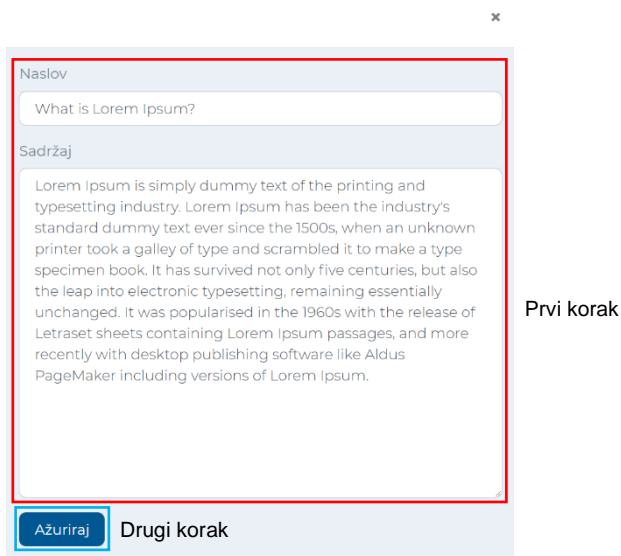 ×
Naslov
What is Lorem Ipsum?
Sadržaj
Lorem Ipsum is simply dummy text of the printing and
typesetting industry. Lorem Ipsum has been the industry's
standard dummy text ever since the 1500s, when an unknown
printer took a galley of type and scrambled it to make a type
specimen book. It has survived not only five centuries, but also
the leap into electronic typesetting, remaining essentially
unchanged. It was popularised in the 1960s with the release of
Letraset sheets containing Lorem Ipsum passages, and more
recently with desktop publishing software like Aldus
PageMaker including versions of Lorem Ipsum.
Prvi korak
Ažuriraj
Drugi korak